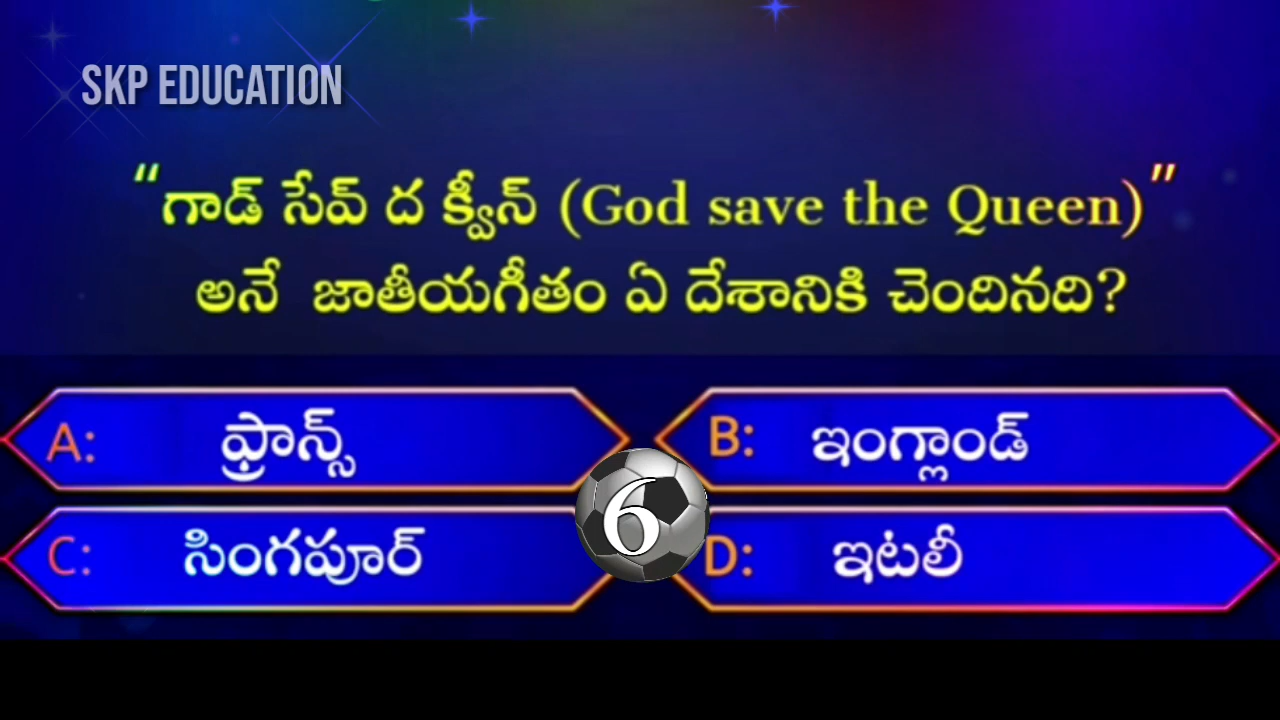 SKP EDUCATION
"గాడ్ సేవ్ ద క్వీన్ (God save the Queen)"
అనే జాతీయగీతం ఏ దేశానికి చెందినది?
A: ఫ్రాన్స్
B: ఇంగ్లాండ్
6
C: సింగపూర్
D: ఇటలీ